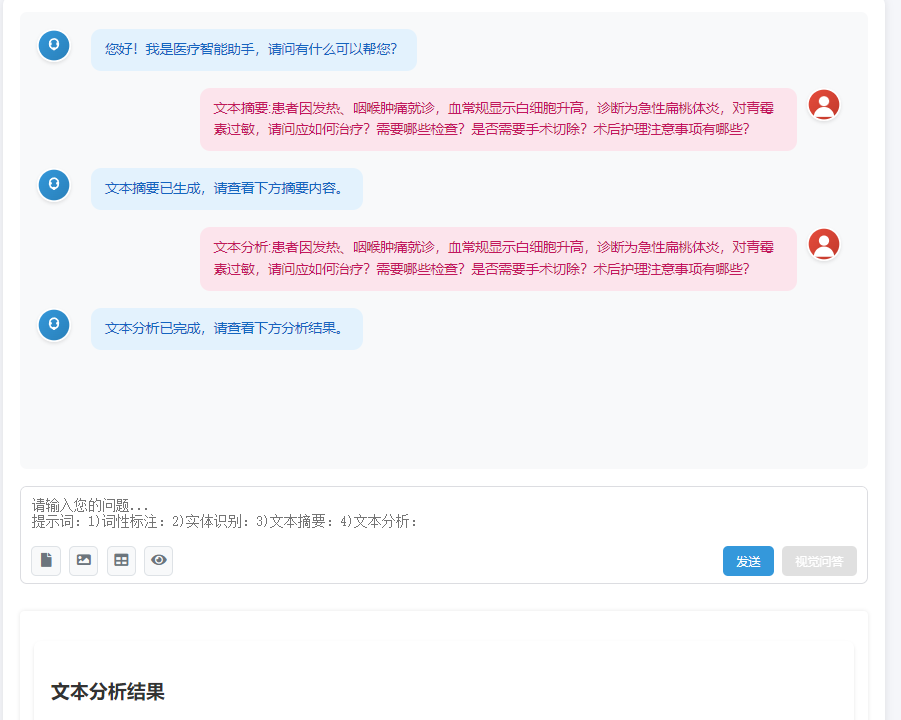 您好！我是医疗智能助手，请问有什么可以帮您？
文本摘要:患者因发热、咽喉肿痛就诊，血常规显示白细胞升高，诊断为急性扁桃体炎，对青霉
素过敏，请问应如何治疗？需要哪些检查？是否需要手术切除？术后护理注意事项有哪些？
文本摘要已生成，请查看下方摘要内容。
文本分析:患者因发热、咽喉肿痛就诊，血常规显示白细胞升高，诊断为急性扁桃体炎，对青霉
素过敏，请问应如何治疗？需要哪些检查？是否需要手术切除？术后护理注意事项有哪些？
文本分析已完成，请查看下方分析结果。
请输入您的问题...
提示词：1)词性标注：2)实体识别：3)文本摘要：4)文本分析：
发送 视觉问答
文本分析结果